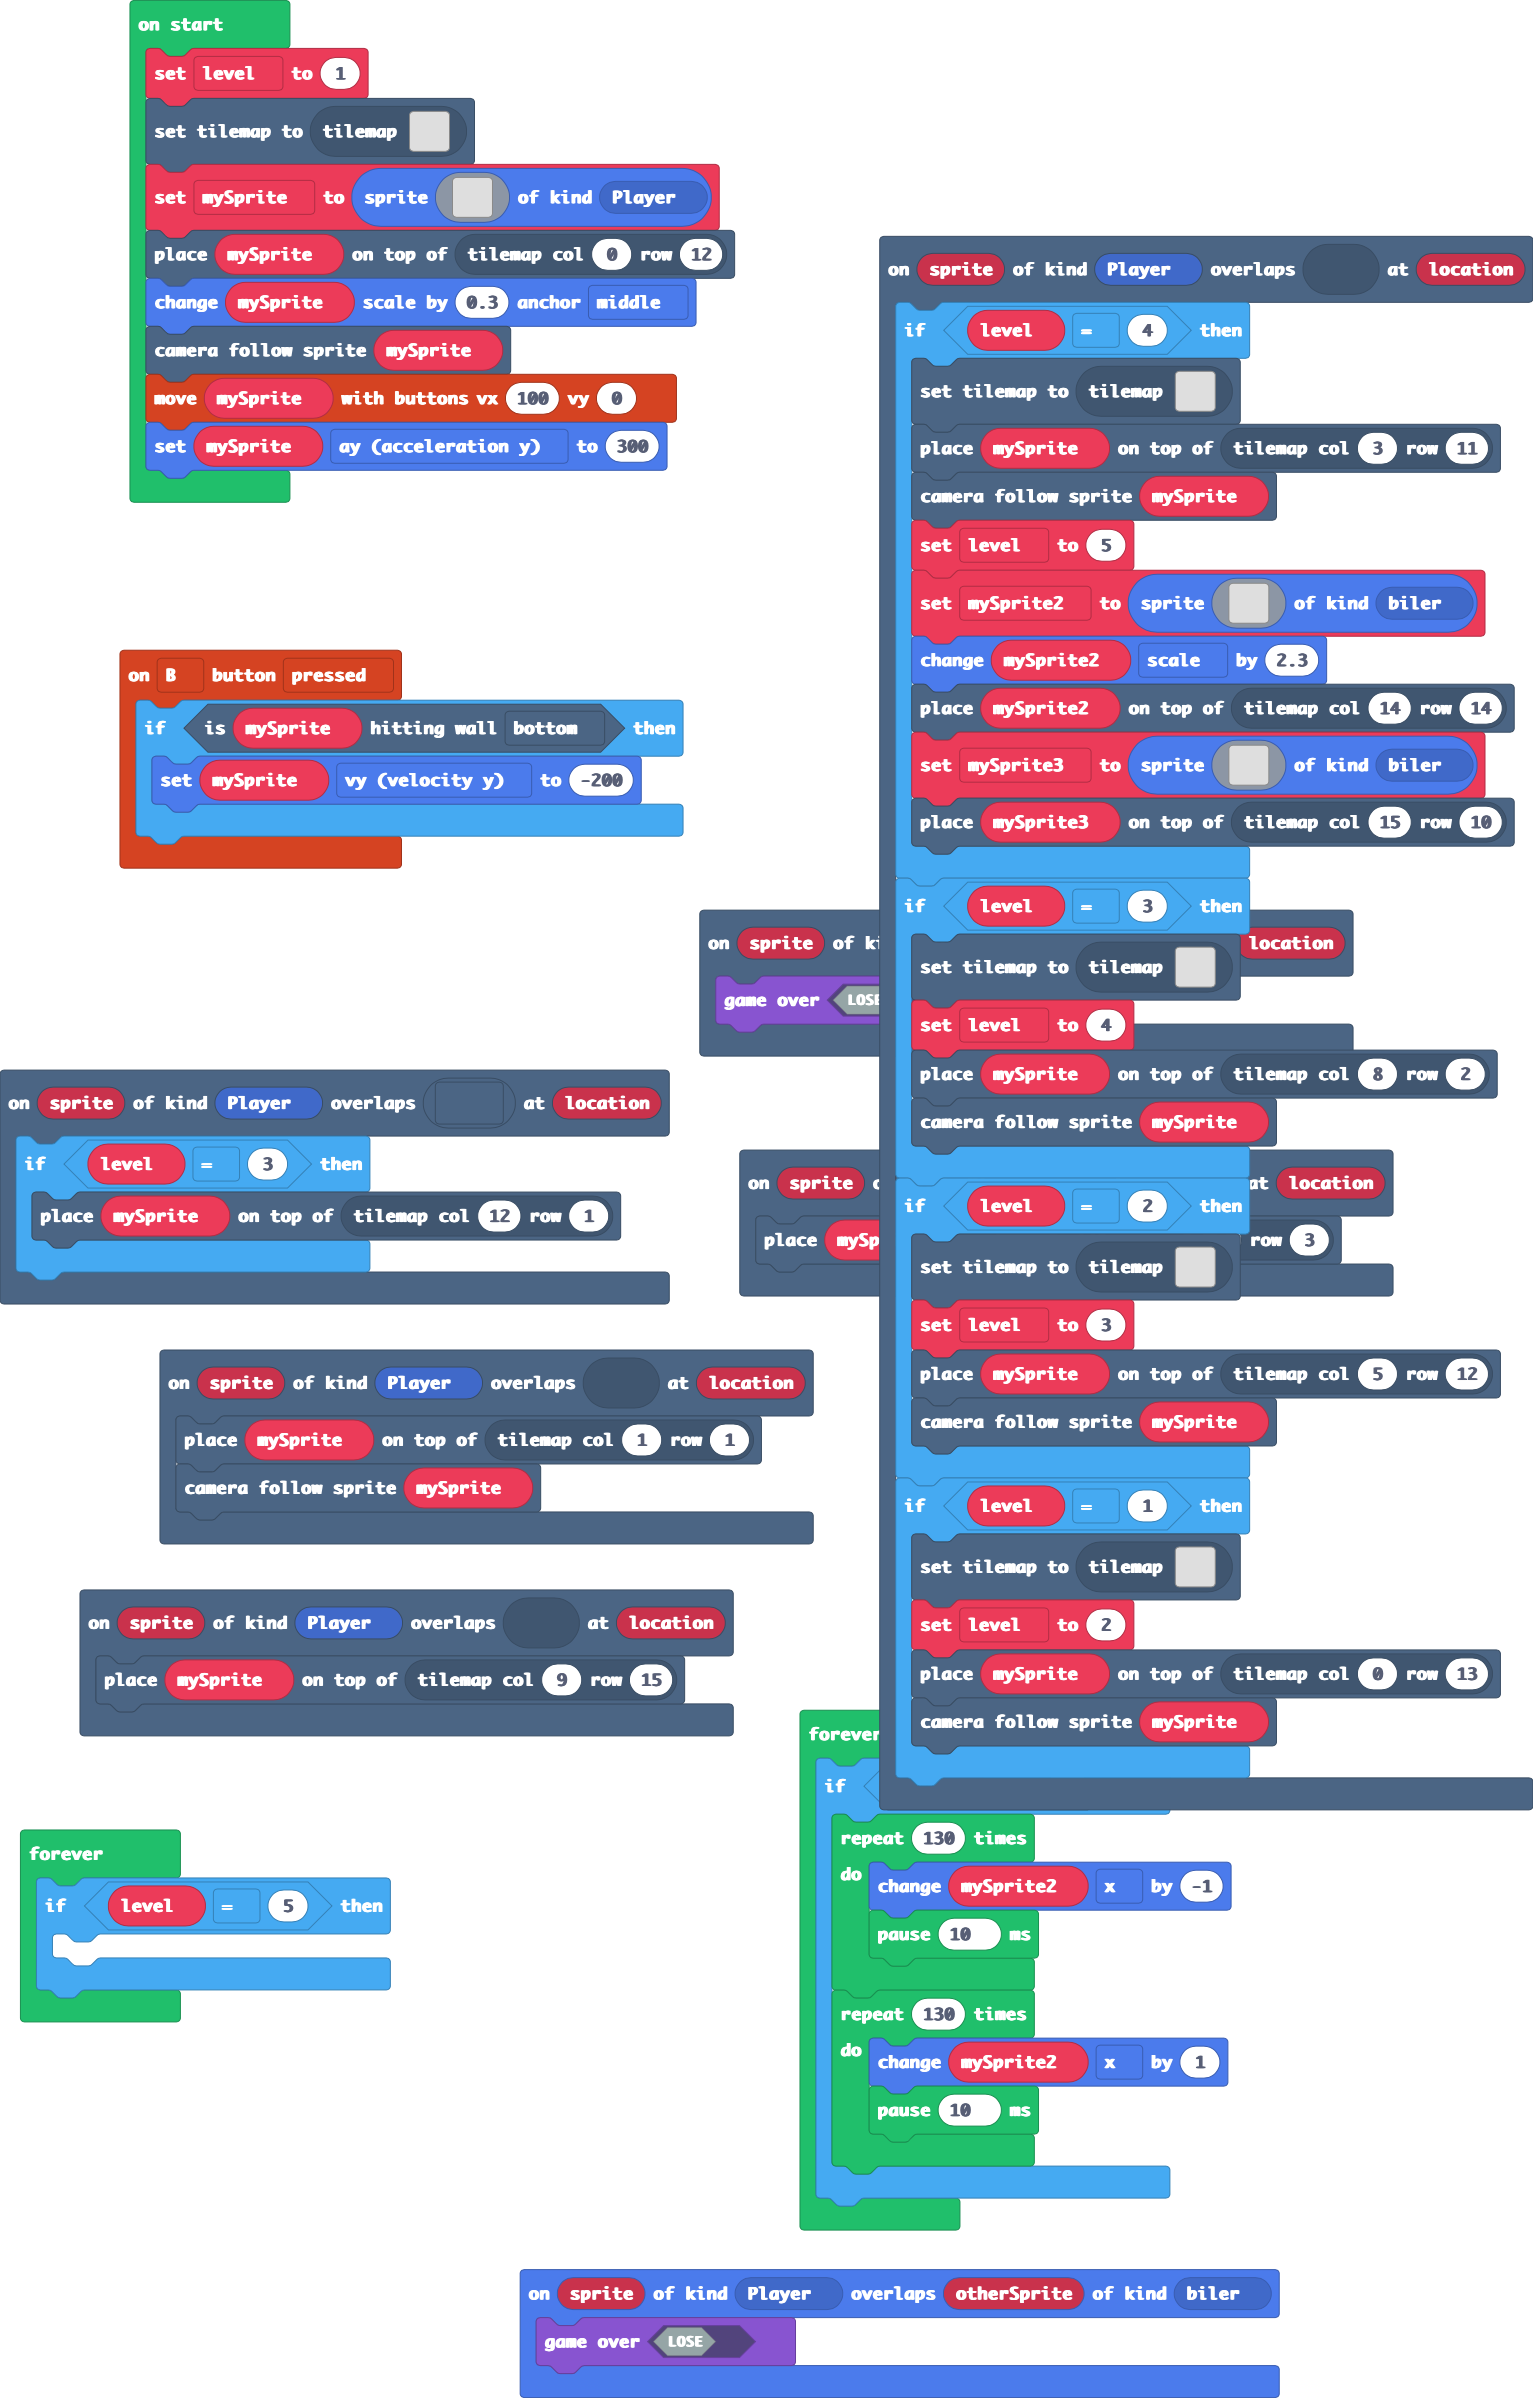 on start
set level to 1
set tilemap to tilemap
set mySprite to sprite of kind Player
place mySprite on top of tilemap col 0 row 12
change mySprite scale by 0.3 anchor middle
camera follow sprite mySprite
move mySprite with buttons vx 100 vy 0
set mySprite ay (acceleration y) to 300
on B button pressed
if is mySprite hitting wall bottom then
set mySprite vy (velocity y) to -200
on sprite of kind Player overlaps at location
if level = 3 then
place mySprite on top of tilemap col 12 row 1
on sprite of kind Player overlaps at location
place mySprite on top of tilemap col 1 row 1
camera follow sprite mySprite
on sprite of kind Player overlaps at location
place mySprite on top of tilemap col 9 row 15
forever
if level = 5 then
on sprite of location
game over LOSE
on sprite at location
place row 3
on sprite of kind Player overlaps at location
if level = 4 then
set tilemap to tilemap
place mySprite on top of tilemap col 3 row 11
camera follow sprite mySprite
set level to 5
set mySprite2 to sprite of kind biler
change mySprite2 scale by 2.3
place mySprite2 on top of tilemap col 14 row 14
set mySprite3 to sprite of kind biler
place mySprite3 on top of tilemap col 15 row 10
if level = 3 then
set tilemap to tilemap
set level to 4
place mySprite on top of tilemap col 8 row 2
camera follow sprite mySprite
if level = 2 then
set tilemap to tilemap
set level to 3
place mySprite on top of tilemap col 5 row 12
camera follow sprite mySprite
if level = 1 then
set tilemap to tilemap
set level to 2
place mySprite on top of tilemap col 0 row 13
camera follow sprite mySprite
forever
if
repeat 130 times
do change mySprite2 x by -1
pause 10 ms
repeat 130 times
do change mySprite2 x by 1
pause 10 ms
on sprite of kind Player overlaps otherSprite of kind biler
game over LOSE